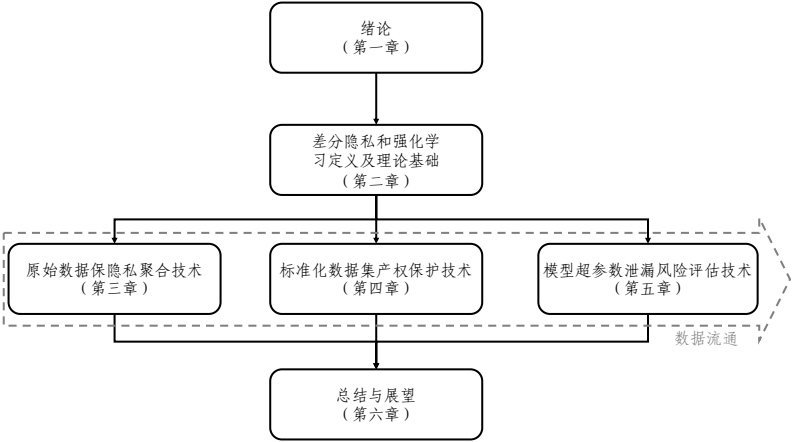 绪论
（第一章）
差分隐私和强化学
习定义及理论基础
（第二章）
原始数据保隐私聚合技术
（第三章）
标准化数据集产权保护技术
（第四章）
模型超参数泄漏风险评估技术
（第五章）
数据流通
总结与展望
（第六章）